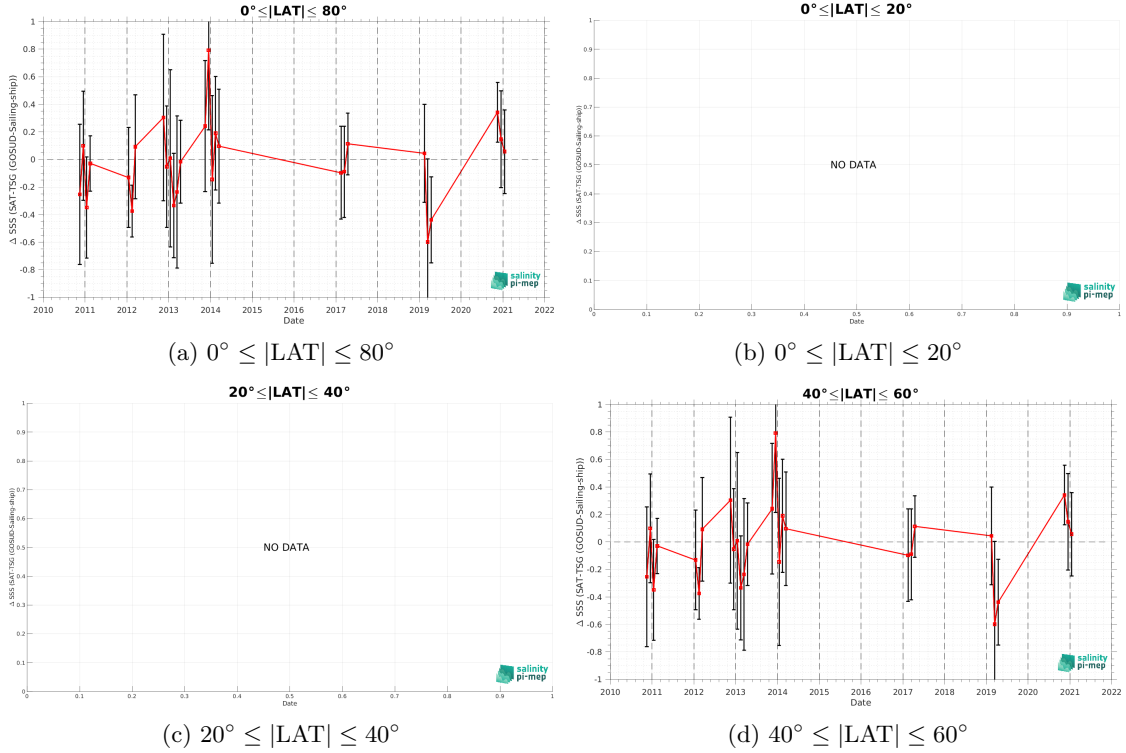 0°≤|LAT|≤ 80°
Δ SSS (SAT-TSG (GOSUD-Sailing-ship))
1
0.8
0.6
0.4
0.2
0
-0.2
-0.4
-0.6
-0.8
-1
2010 2011 2012 2013 2014 2015 2016 2017 2018 2019 2020 2021 2022
Date
salinity
pi-mep
(a) 0° ≤ |LAT| ≤ 80°
0°≤|LAT|≤ 20°
Δ SSS (SAT-TSG (GOSUD-Sailing-ship))
1
0.9
0.8
0.7
0.6
0.5
0.4
0.3
0.2
0.1
0
NO DATA
0 0.1 0.2 0.3 0.4 0.5 0.6 0.7 0.8 0.9 1
Date
salinity
pi-mep
(b) 0° ≤ |LAT| ≤ 20°
20°≤|LAT|≤ 40°
Δ SSS (SAT-TSG (GOSUD-Sailing-ship))
1
0.9
0.8
0.7
0.6
0.5
0.4
0.3
0.2
0.1
0
NO DATA
0 0.1 0.2 0.3 0.4 0.5 0.6 0.7 0.8 0.9 1
Date
salinity
pi-mep
(c) 20° ≤ |LAT| ≤ 40°
40°≤|LAT|≤ 60°
Δ SSS (SAT-TSG (GOSUD-Sailing-ship))
1
0.8
0.6
0.4
0.2
0
-0.2
-0.4
-0.6
-0.8
-1
2010 2011 2012 2013 2014 2015 2016 2017 2018 2019 2020 2021 2022
Date
salinity
pi-mep
(d) 40° ≤ |LAT| ≤ 60°